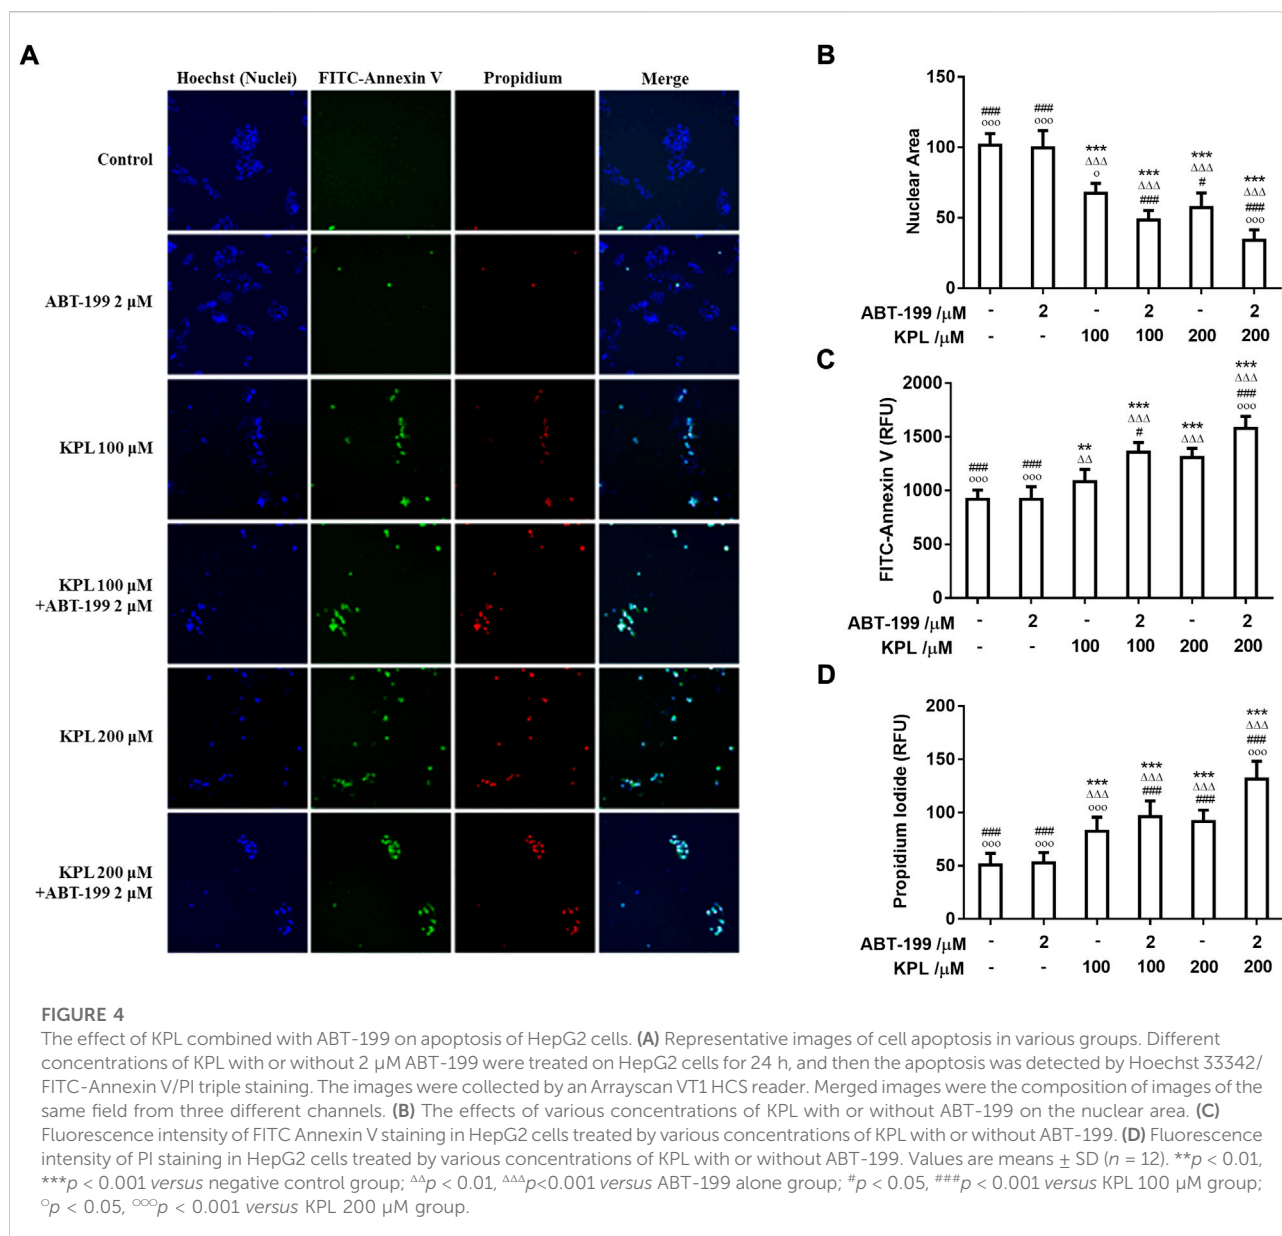 A
Hoechst (Nuclei) FITC-Annexin V Propidium Merge
Control
ABT-199 2 μM
KPL 100 μM
KPL 100 μM
+ABT-199 2 μM
KPL 200 μM
KPL 200 μM
+ABT-199 2 μM
B
Nuclear Area
150
100
50
0
###
ooo
###
ooo
***
ΔΔΔ
o
***
ΔΔΔ
###
***
ΔΔΔ
#
***
ΔΔΔ
###
ooo
ABT-199 /μM - 2 - 2 - 2
KPL /μM - - 100 100 200 200
C
FITC-Annexin V (RFU)
2000
1500
1000
500
0
###
ooo
###
ooo
**
ΔΔ
***
ΔΔΔ
#
***
ΔΔΔ
***
ΔΔΔ
###
ooo
ABT-199 /μM - 2 - 2 - 2
KPL /μM - - 100 100 200 200
D
Propidium Iodide (RFU)
200
150
100
50
0
###
ooo
###
ooo
***
ΔΔΔ
ooo
***
ΔΔΔ
###
***
ΔΔΔ
###
***
ΔΔΔ
###
ooo
ABT-199 /μM - 2 - 2 - 2
KPL /μM - - 100 100 200 200
FIGURE 4
The effect of KPL combined with ABT-199 on apoptosis of HepG2 cells. (A) Representative images of cell apoptosis in various groups. Different
concentrations of KPL with or without 2 μM ABT-199 were treated on HepG2 cells for 24 h, and then the apoptosis was detected by Hoechst 33342/
FITC-Annexin V/PI triple staining. The images were collected by an Arrayscan VT1 HCS reader. Merged images were the composition of images of the
same field from three different channels. (B) The effects of various concentrations of KPL with or without ABT-199 on the nuclear area. (C)
Fluorescence intensity of FITC Annexin V staining in HepG2 cells treated by various concentrations of KPL with or without ABT-199. (D) Fluorescence
intensity of PI staining in HepG2 cells treated by various concentrations of KPL with or without ABT-199. Values are means ± SD (n = 12). **p < 0.01,
***p < 0.001 versus negative control group; ΔΔp < 0.01, ΔΔΔp<0.001 versus ABT-199 alone group; #p < 0.05, ###p < 0.001 versus KPL 100 μM group;
○p < 0.05, ○○○p < 0.001 versus KPL 200 μM group.